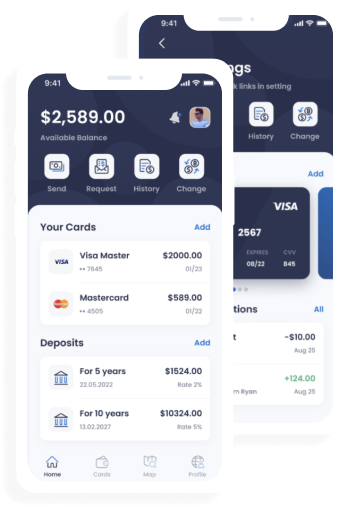 9:41
$2,589.00
Available Balance
Send Request History Change
Your Cards Add
VISA Visa Master $2000.00
•• 7645 01/23
Mastercard $589.00
•• 4505 01/22
Deposits Add
For 5 years $1524.00
22.05.2022 Rate 2%
For 10 years $10324.00
13.02.2027 Rate 5%
Home Cards Map Profile
9:41
ngs
k links in setting
History Change
Add
VISA
2567
EXPIRES CVV
08/22 845
tions All
t -$10.00
Aug 25
+124.00
m Ryan Aug 25